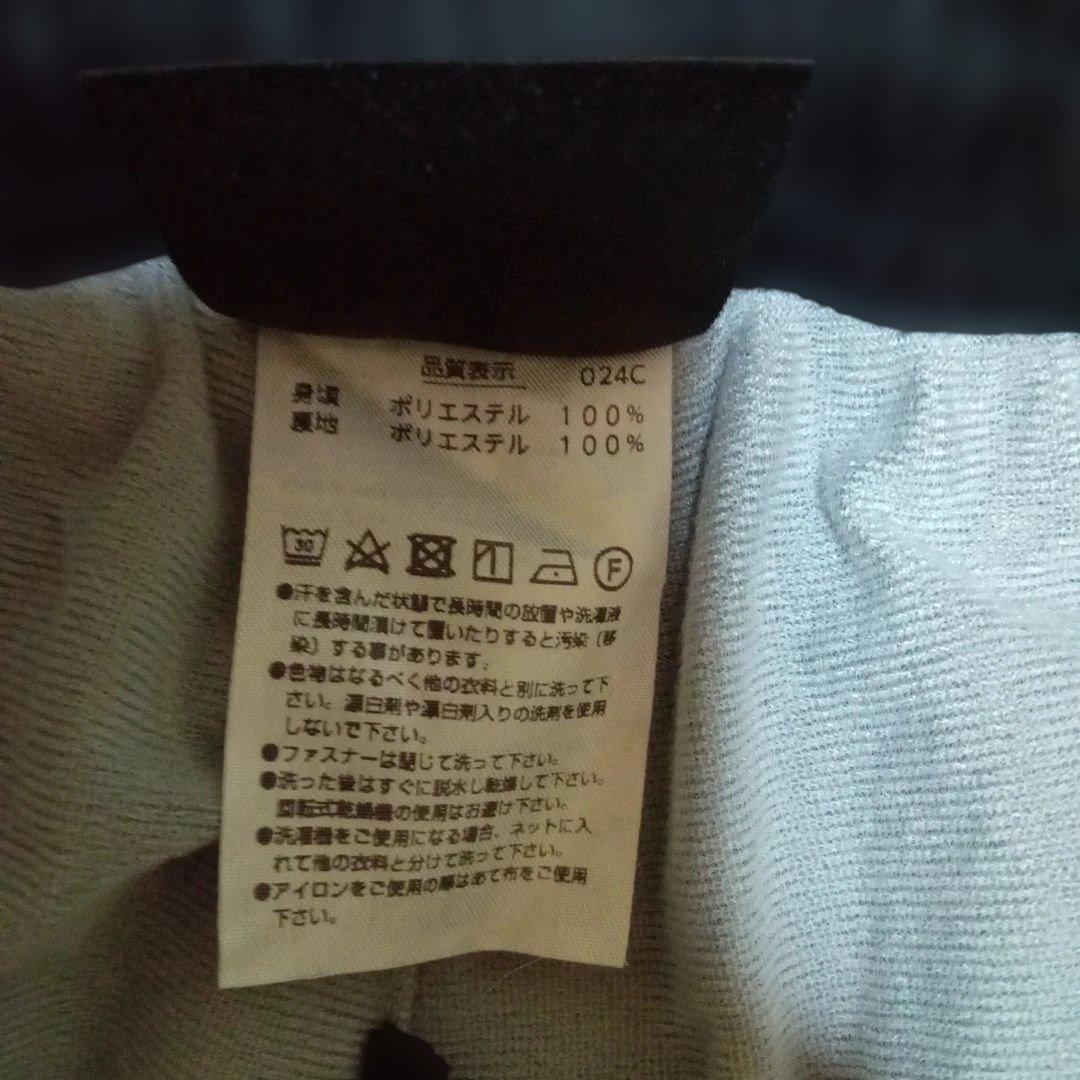 品質表示 024C
身頃 ポリエステル 100%
裏地 ポリエステル 100%
30 F
●汗を含んだ状態で長時間の放置や洗濯液
に長時間漬けて置いたりすると汚染(移
染)する事があります。
●色物はなるべく他の衣料と別に洗って下
さい。漂白剤や漂白剤入りの洗剤を使用
しないで下さい。
●ファスナーは閉じて洗って下さい。
●洗った後はすぐに脱水し乾燥して下さい。
回転式乾燥機の使用はお避け下さい。
●洗濯機をご使用になる場合、ネットに入
れて他の衣料と分けて洗って下さい。
●アイロンをご使用の際はあて布をご使用
下さい。